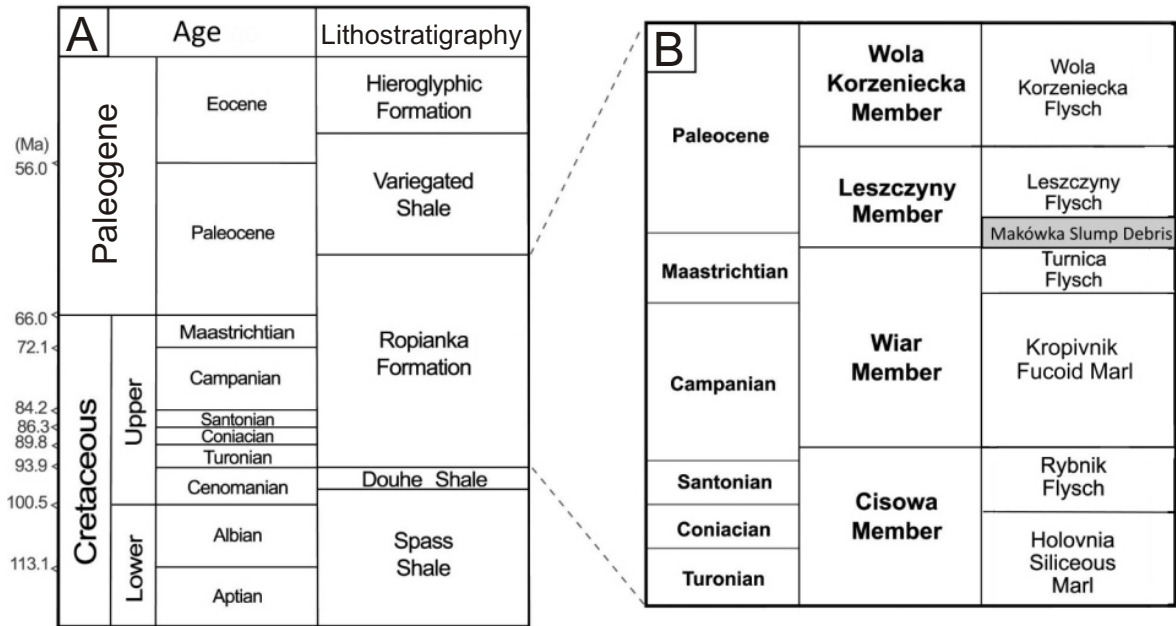 A
Age
Lithostratigraphy
(Ma)
56.0
66.0
72.1
84.2
86.3
89.8
93.9
100.5
113.1
Paleogene
Cretaceous
Upper
Lower
Eocene
Paleocene
Maastrichtian
Campanian
Santonian
Coniacian
Turonian
Cenomanian
Albian
Aptian
Hieroglyphic
Formation
Variegated
Shale
Ropianka
Formation
Douhe Shale
Spass
Shale
B
Paleocene
Maastrichtian
Campanian
Santonian
Coniacian
Turonian
Wola
Korzeniecka
Member
Leszczyny
Member
Wiar
Member
Cisowa
Member
Wola
Korzeniecka
Flysch
Leszczyny
Flysch
Makówka Slump Debris
Turnica
Flysch
Kropivnik
Fucoid Marl
Rybnik
Flysch
Holovnia
Siliceous
Marl